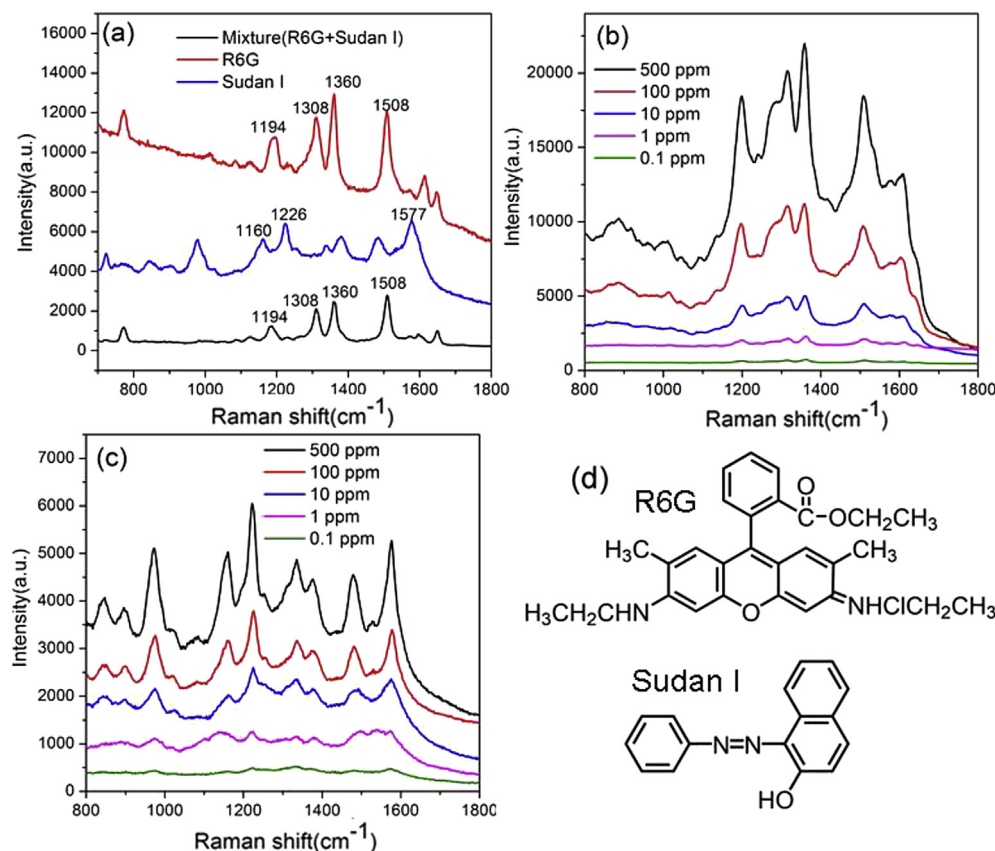 (a)
Mixture(R6G+Sudan I)
R6G
Sudan I
1194
1308
1360
1508
1160
1226
1577
1194
1308
1360
1508
16000
14000
12000
10000
8000
6000
4000
2000
0
Intensity(a.u.)
800 1000 1200 1400 1600 1800
Raman shift(cm-1)
(b)
500 ppm
100 ppm
10 ppm
1 ppm
0.1 ppm
20000
15000
10000
5000
0
Intensity(a.u.)
800 1000 1200 1400 1600 1800
Raman shift(cm-1)
(c)
500 ppm
100 ppm
10 ppm
1 ppm
0.1 ppm
7000
6000
5000
4000
3000
2000
1000
0
Intensity(a.u.)
800 1000 1200 1400 1600 1800
Raman shift(cm-1)
(d)
R6G
O
C-OCH2CH3
H3C CH3
H3CH2CHN O NHClCH2CH3
Sudan I
N=N
HO